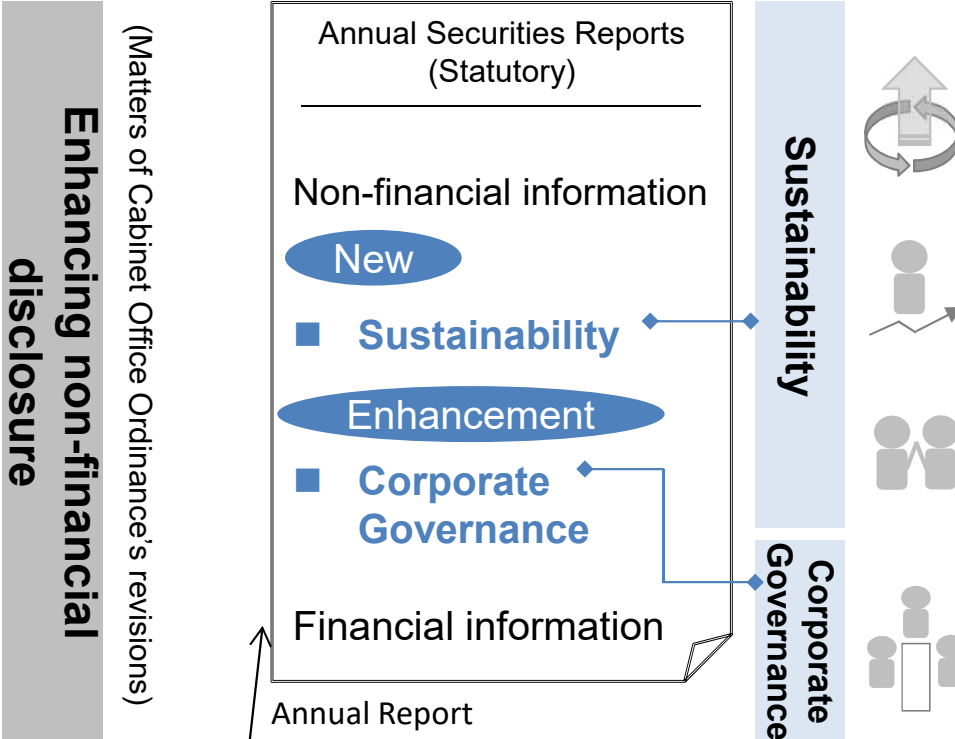 Enhancing non-financial
disclosure
(Matters of Cabinet Office Ordinance’s revisions)
Annual Securities Reports
(Statutory)
Non-financial information
New
■ Sustainability
Enhancement
■ Corporate
Governance
Financial information
Annual Report
Sustainability
Corporate
Governance